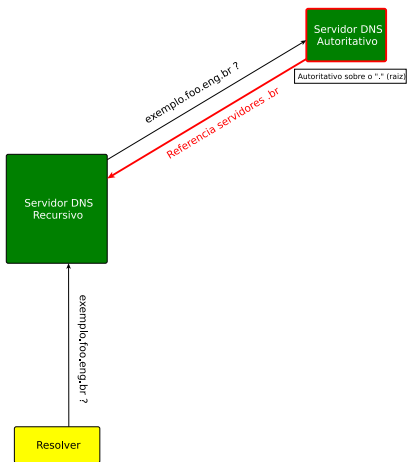 Servidor DNS
Autoritativo
Autoritativo sobre o "." (raiz)
exemplo.foo.eng.br ?
Referencia servidores .br
Servidor DNS
Recursivo
exemplo.foo.eng.br ?
Resolver